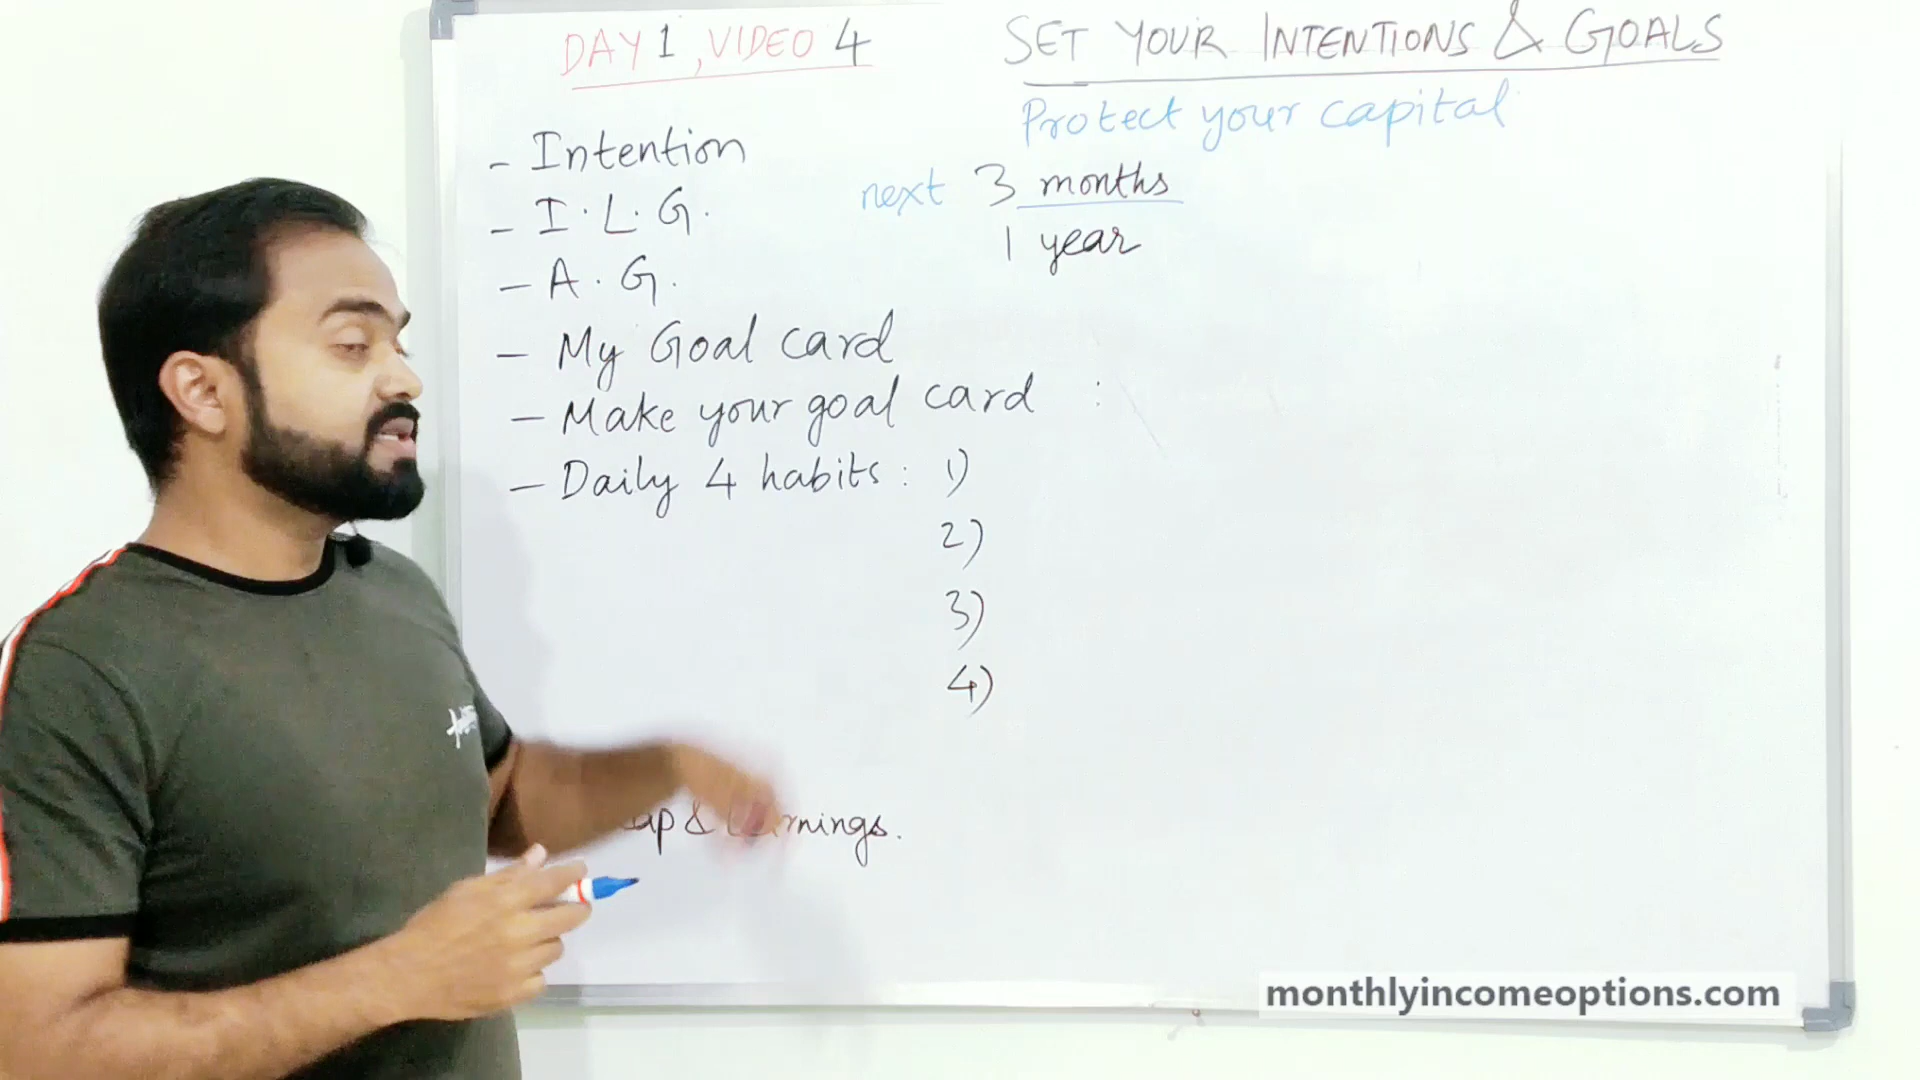 DAY 1, VIDEO 4
SET YOUR INTENTIONS & GOALS
Protect your capital
- Intention
next 3 months
- I.L.G.
1 year
- A.G.
- My Goal card
- Make your goal card :
- Daily 4 habits : 1)
2)
3)
4)
&
monthlyincomeoptions.com